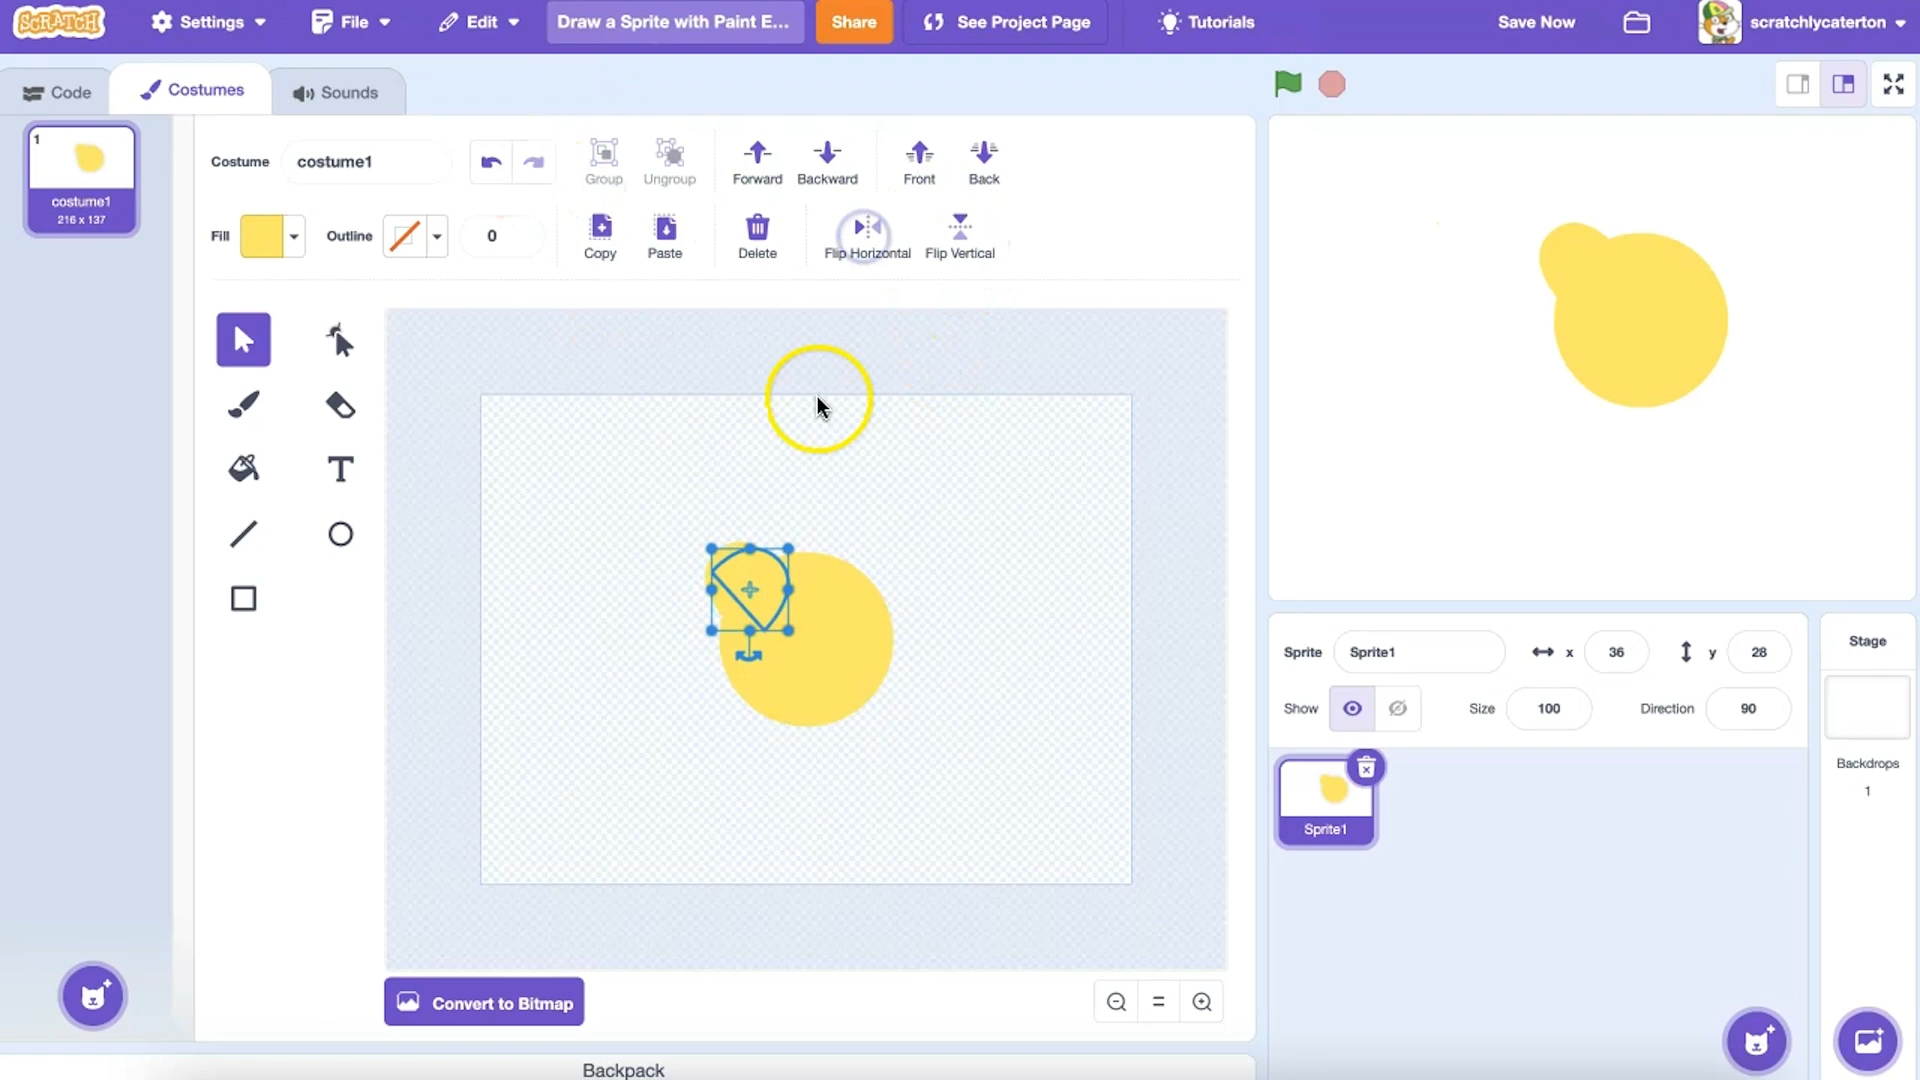 SCRATCH Settings File Edit Draw a Sprite with Paint E... Share See Project Page Tutorials Save Now scratchlycaterton
Code Costumes Sounds
1
costume1
216 x 137
Costume costume1 Group Ungroup Forward Backward Front Back
Fill Outline 0 Copy Paste Delete Flip Horizontal Flip Vertical
T
Convert to Bitmap
Backpack
Sprite Sprite1 x 36 y 28
Show Size 100 Direction 90
Sprite1
Stage
Backdrops
1